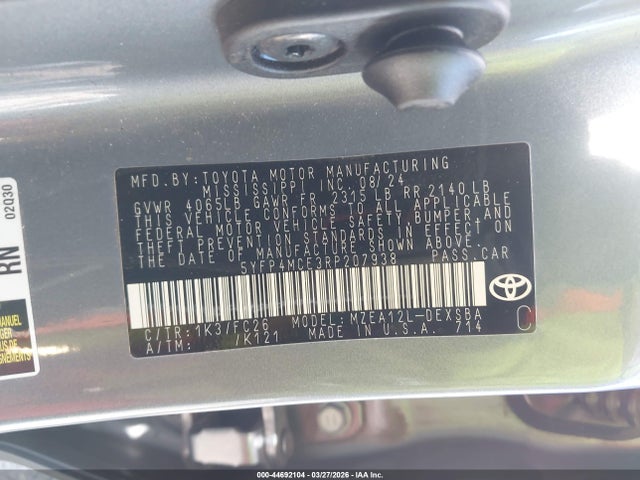 MFD.BY:TOYOTA MOTOR MANUFACTURING
MISSISSIPPI INC. 08/24
GVWR 4065LB GAWR FR 2315 LB RR 2140 LB
THIS VEHICLE CONFORMS TO ALL APPLICABLE
FEDERAL MOTOR VEHICLE SAFETY, BUMPER, AND
THEFT PREVENTION STANDARDS IN EFFECT ON
THE DATE OF MANUFACTURE SHOWN ABOVE.
5YFP4MCE3RP207938 PASS.CAR
C/TR:1K3/FC26 MODEL:MZEA12L-DEXSBA
A/TM: /K121 MADE IN U.S.A. 714
C
02Q30
RN
000-44692104 - 03/27/2026 - IAA, Inc.